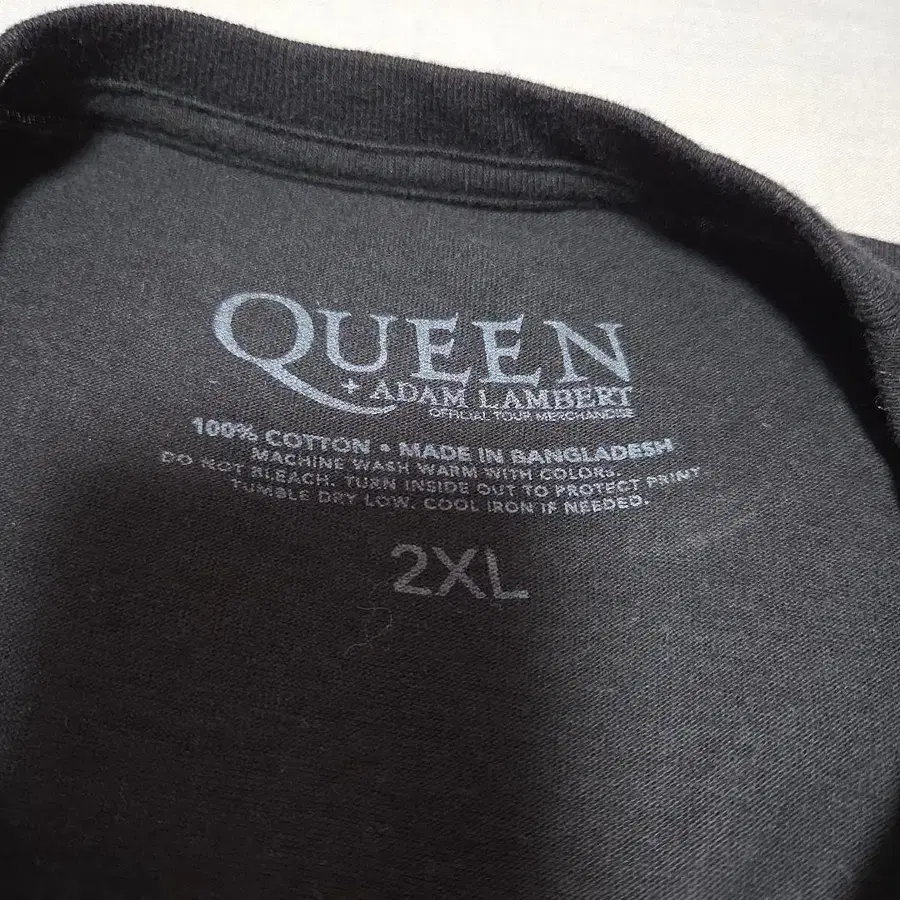 QUEEN
+ ADAM LAMBERT
OFFICIAL TOUR MERCHANDISE
100% COTTON • MADE IN BANGLADESH
MACHINE WASH WARM WITH COLORS.
DO NOT BLEACH. TURN INSIDE OUT TO PROTECT PRINT.
TUMBLE DRY LOW. COOL IRON IF NEEDED.
2XL